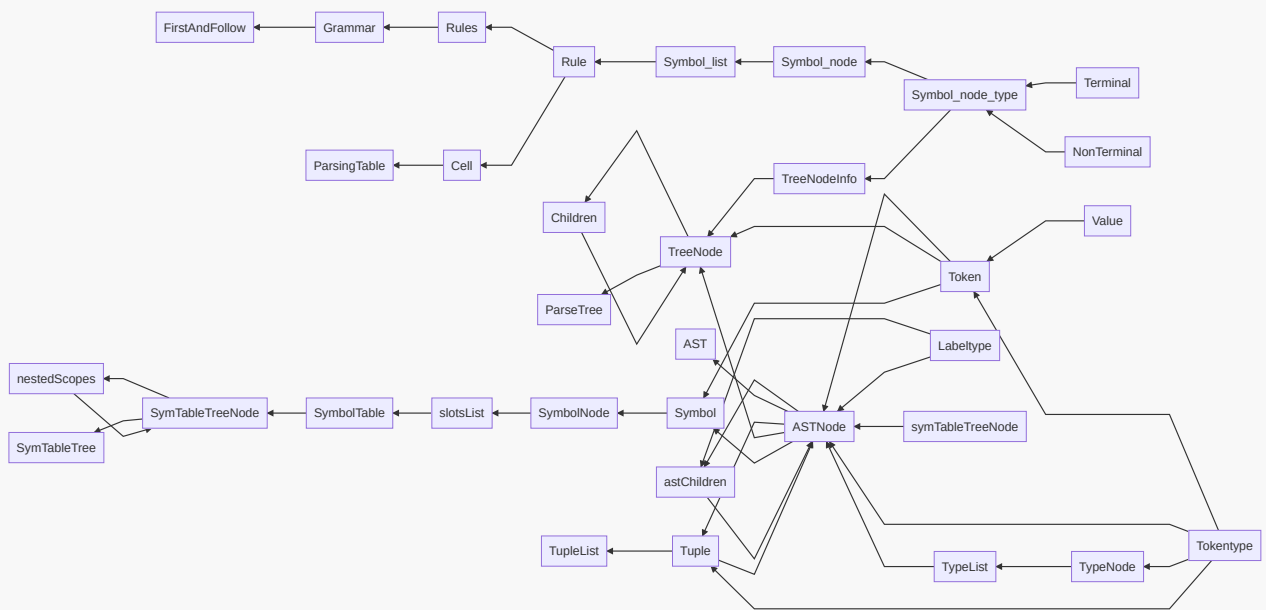 FirstAndFollow
Grammar
Rules
Rule
Symbol_list
Symbol_node
Symbol_node_type
Terminal
NonTerminal
ParsingTable
Cell
TreeNodeInfo
Children
Value
TreeNode
Token
ParseTree
AST
Labeltype
nestedScopes
SymTableTreeNode
SymbolTable
slotsList
SymbolNode
Symbol
ASTNode
symTableTreeNode
SymTableTree
astChildren
TupleList
Tuple
TypeList
TypeNode
Tokentype